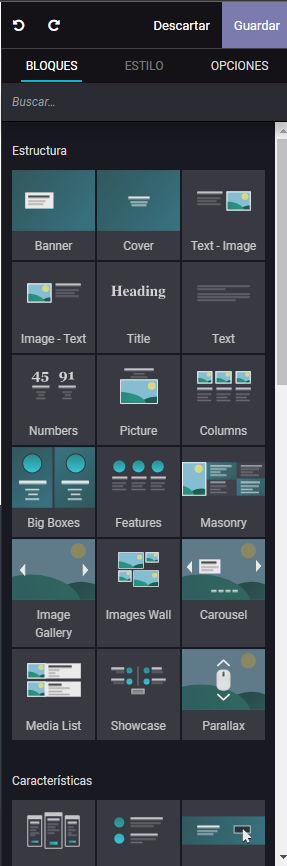 Descartar Guardar
BLOQUES ESTILO OPCIONES
Buscar...
Estructura
Banner Cover Text - Image
Heading
Image - Text Title Text
45 91
Numbers Picture Columns
Big Boxes Features Masonry
Image Gallery Images Wall Carousel
Media List Showcase Parallax
Características